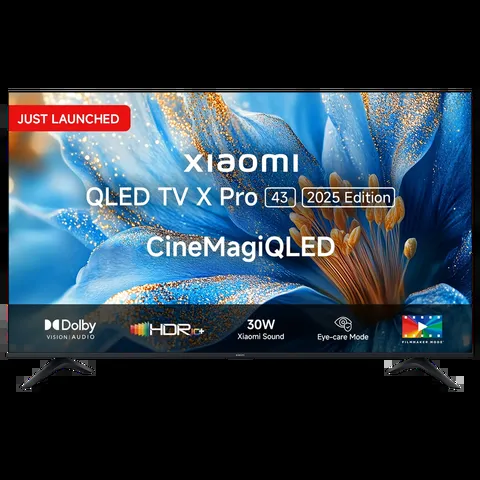 JUST LAUNCHED
xiaomi
QLED TV X Pro 43 2025 Edition
CineMagiQLED
Dolby
VISION | AUDIO
HDR10+
30W
Xiaomi Sound
Eye-care Mode
FILMMAKER MODE